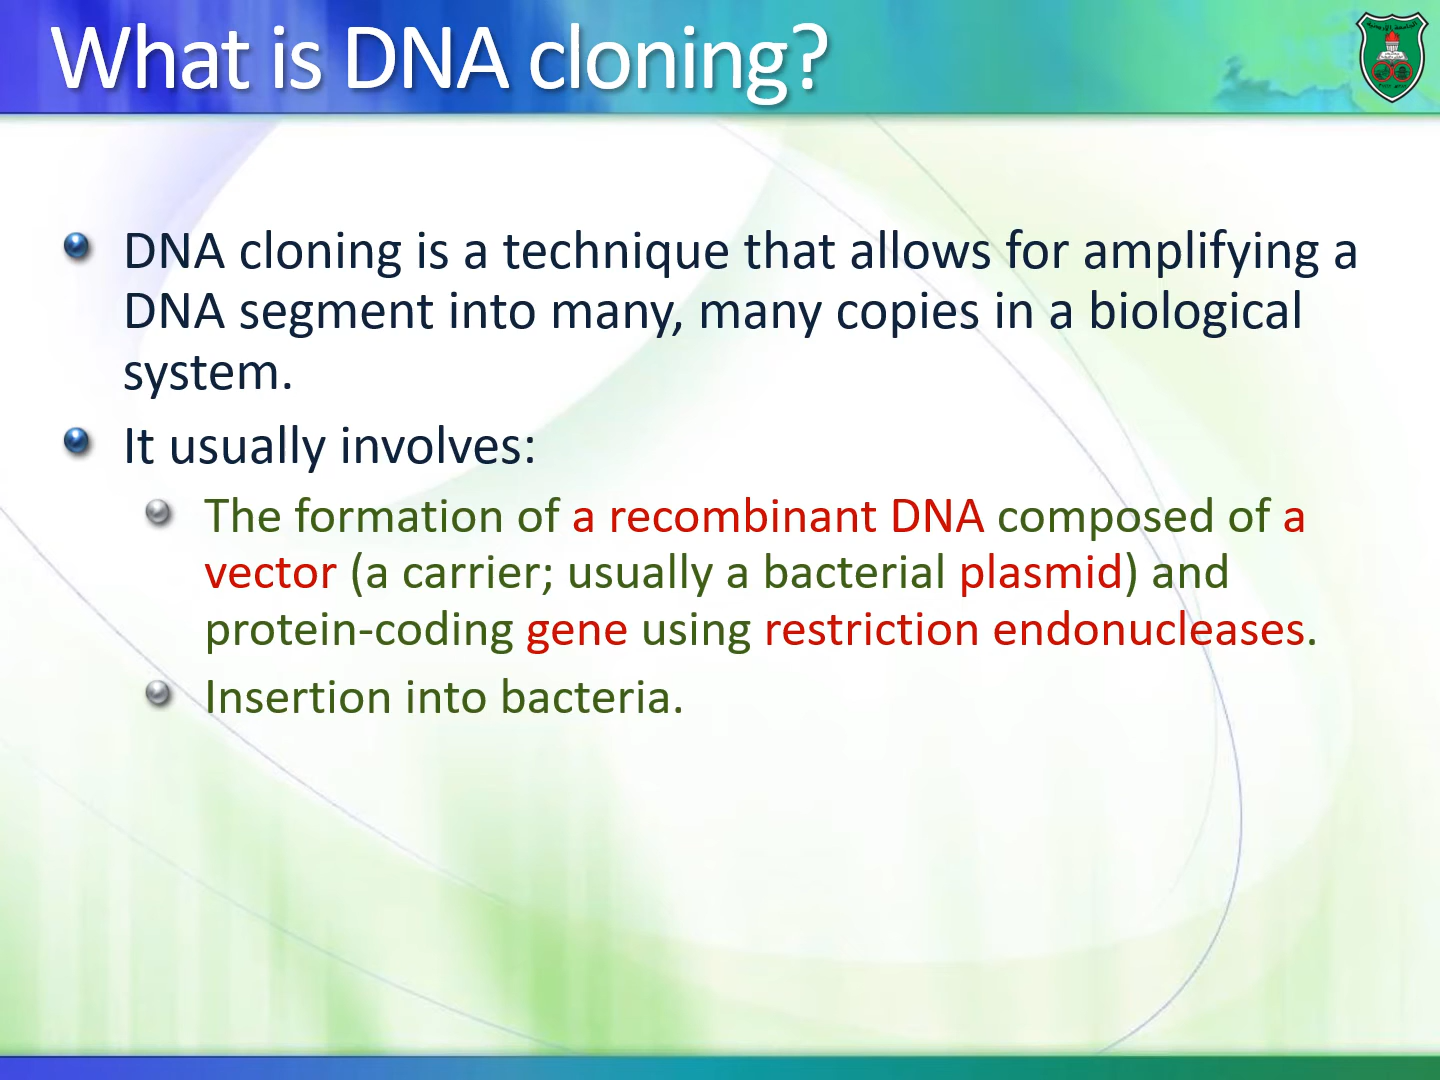 What is DNA cloning?
DNA cloning is a technique that allows for amplifying a
DNA segment into many, many copies in a biological
system.
It usually involves:
The formation of a recombinant DNA composed of a
vector (a carrier; usually a bacterial plasmid) and
protein-coding gene using restriction endonucleases.
Insertion into bacteria.